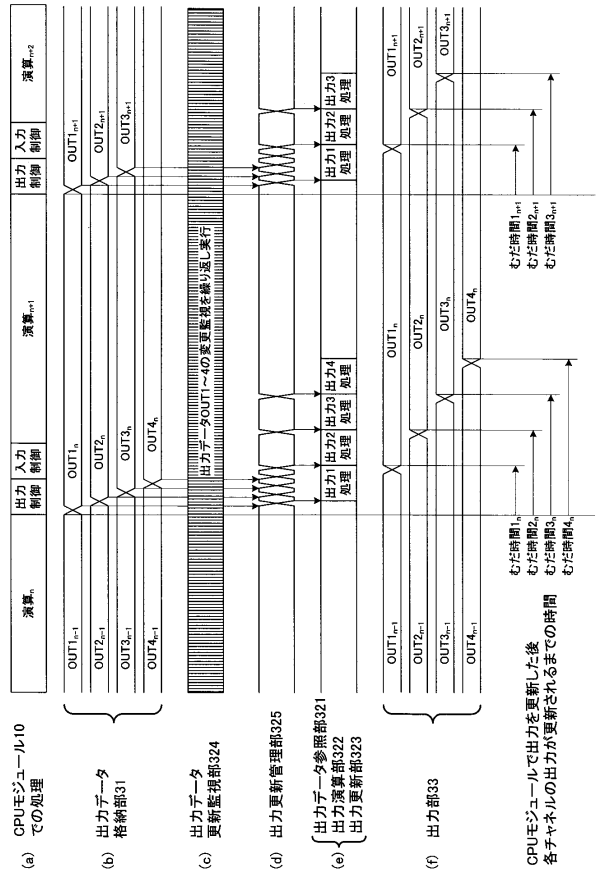 (a) CPUモジュール10
での処理
演算n
出力
制御
入力
制御
演算n+1
出力
制御
入力
制御
演算n+2
(b) 出力データ
格納部31
OUT1n-1
OUT1n
OUT1n+1
OUT2n-1
OUT2n
OUT2n+1
OUT3n-1
OUT3n
OUT3n+1
OUT4n-1
OUT4n
(c) 出力データ
更新監視部324
出力データOUT1～4の変更監視を繰り返し実行
(d) 出力更新管理部325
(e) 出力データ参照部321
出力演算部322
出力更新部323
出力1
処理
出力2
処理
出力3
処理
出力4
処理
出力1
処理
出力2
処理
出力3
処理
(f) 出力部33
OUT1n-1
OUT1n
OUT1n+1
OUT2n-1
OUT2n
OUT2n+1
OUT3n-1
OUT3n
OUT3n+1
OUT4n-1
OUT4n
CPUモジュールで出力を更新した後
各チャネルの出力が更新されるまでの時間
むだ時間1n
むだ時間2n
むだ時間3n
むだ時間4n
むだ時間1n+1
むだ時間2n+1
むだ時間3n+1